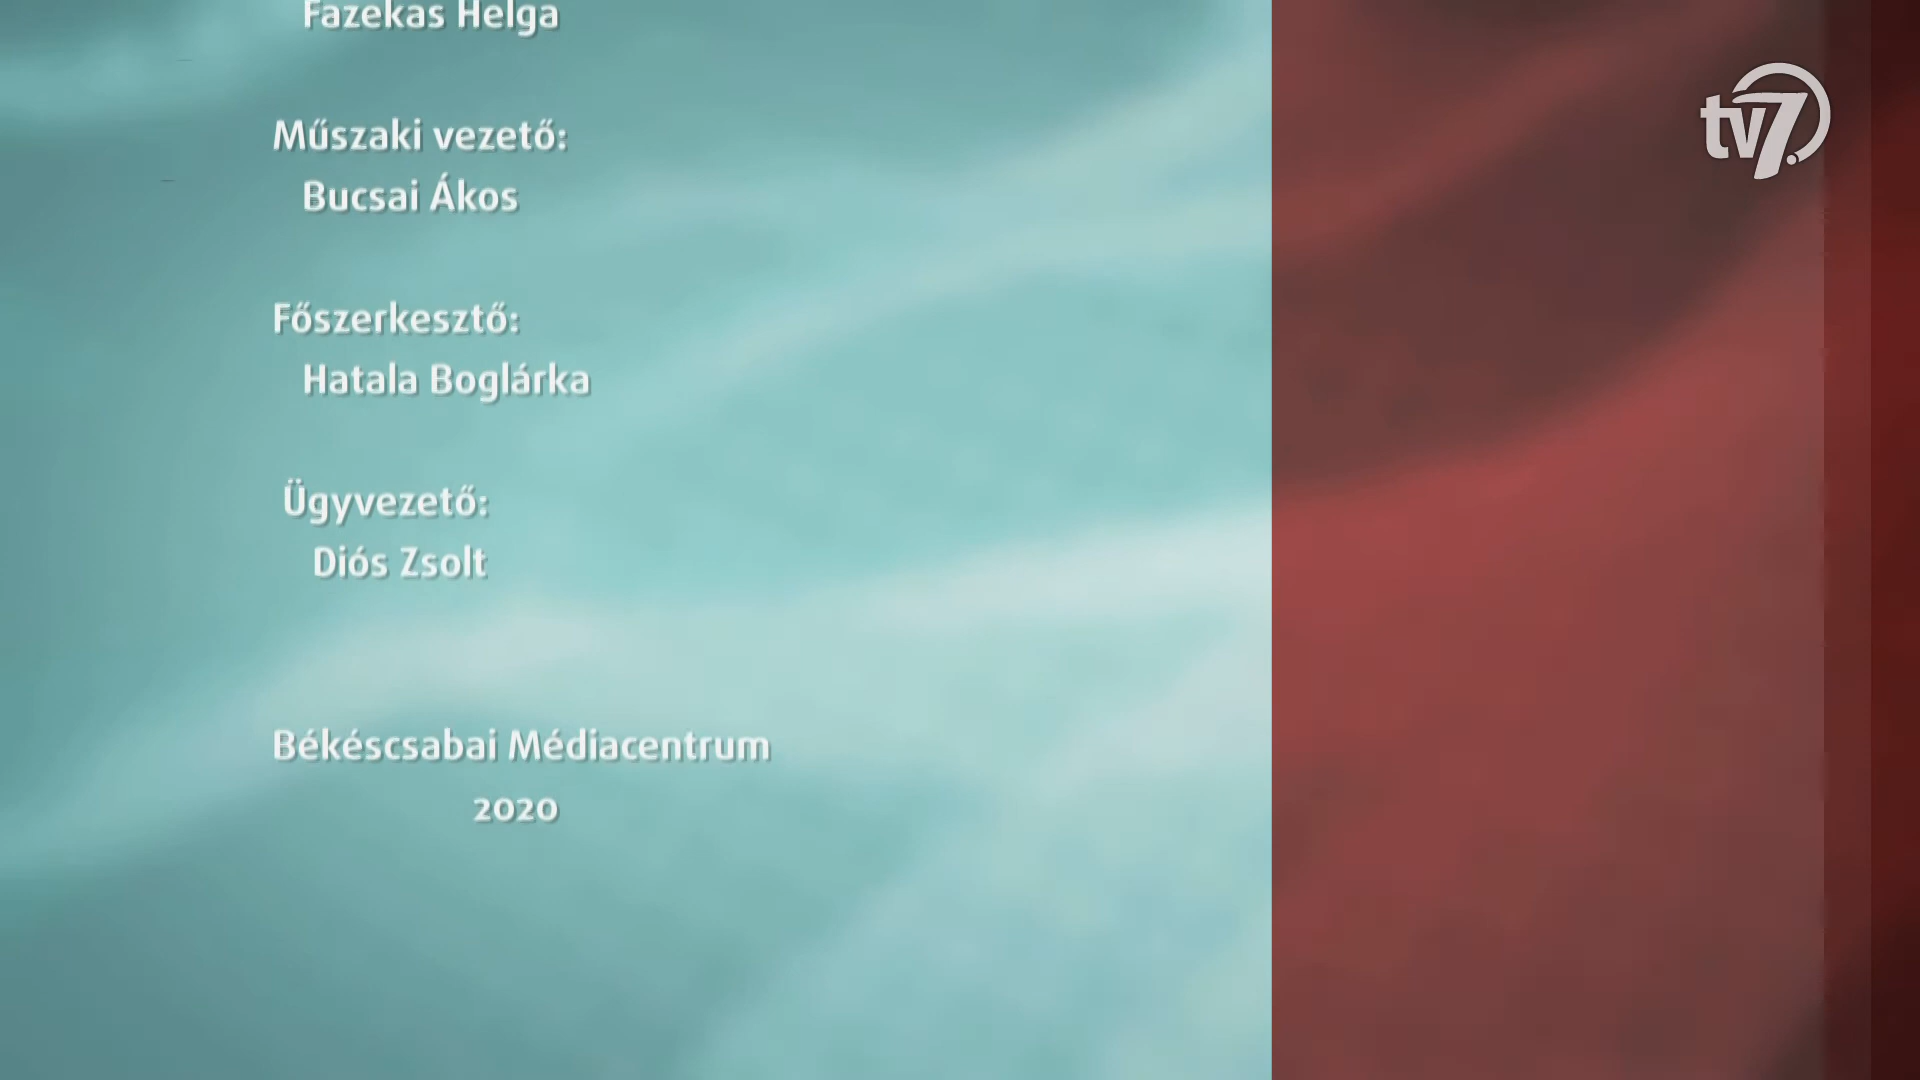 Fazekas Helga
Műszaki vezető:
Bucsai Ákos
Főszerkesztő:
Hatala Boglárka
Ügyvezető:
Diós Zsolt
Békéscsabai Médiacentrum
2020
tv7